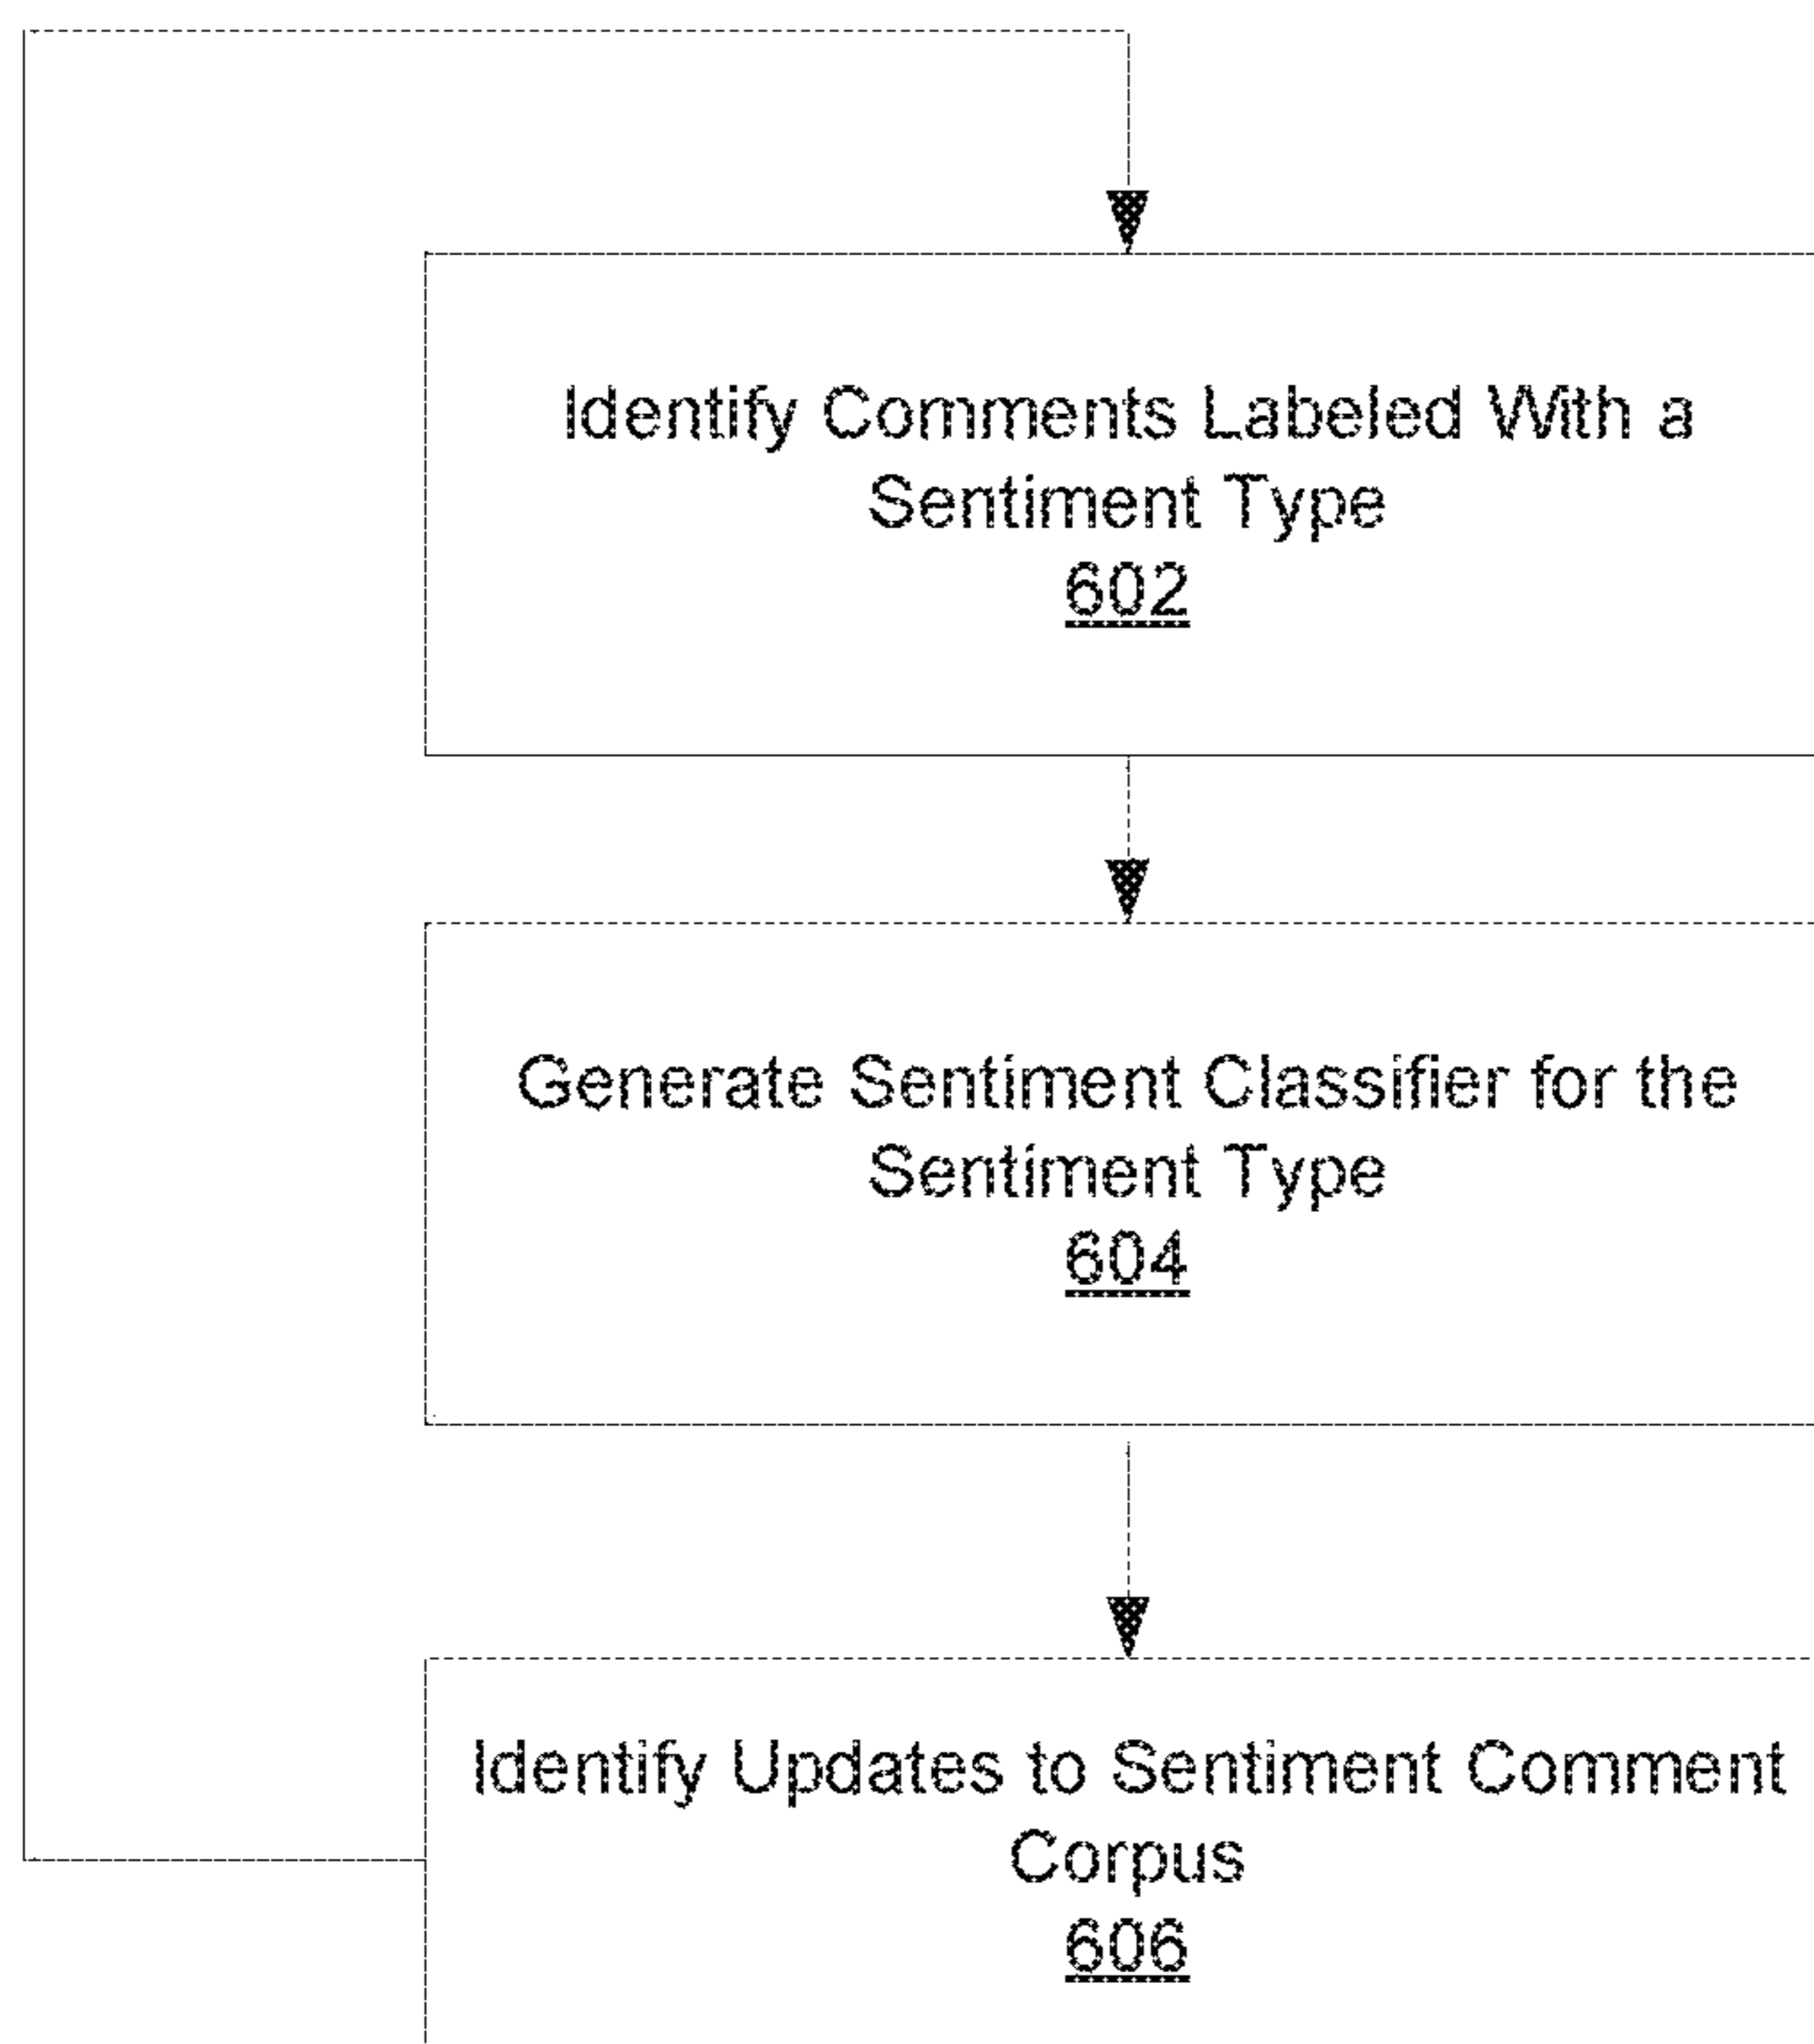 Identify Comments Labeled With a
Sentiment Type
602
Generate Sentiment Classifier for the
Sentiment Type
604
Identify Updates to Sentiment Comment
Corpus
606